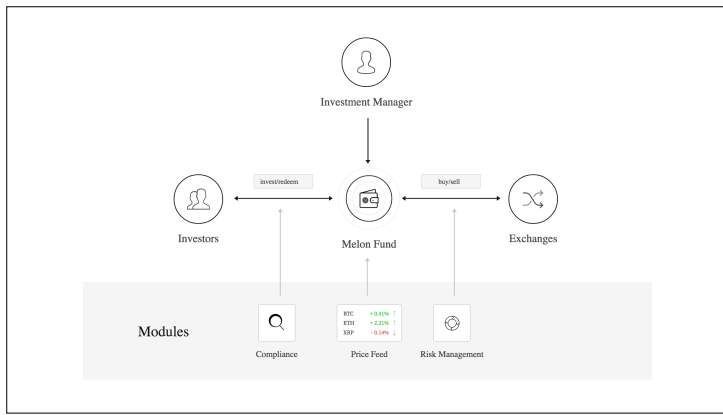 Investment Manager
invest/redeem
buy/sell
Investors
Melon Fund
Exchanges
Modules
BTC +0.41% ↑
ETH +2.21% ↑
XRP -0.14% ↓
Compliance
Price Feed
Risk Management